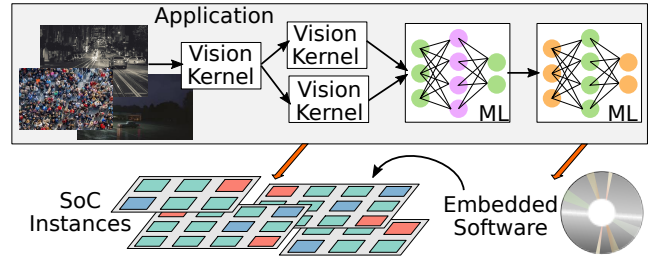 Application
Vision
Kernel
Vision
Kernel
Vision
Kernel
ML
ML
SoC
Instances
Embedded
Software